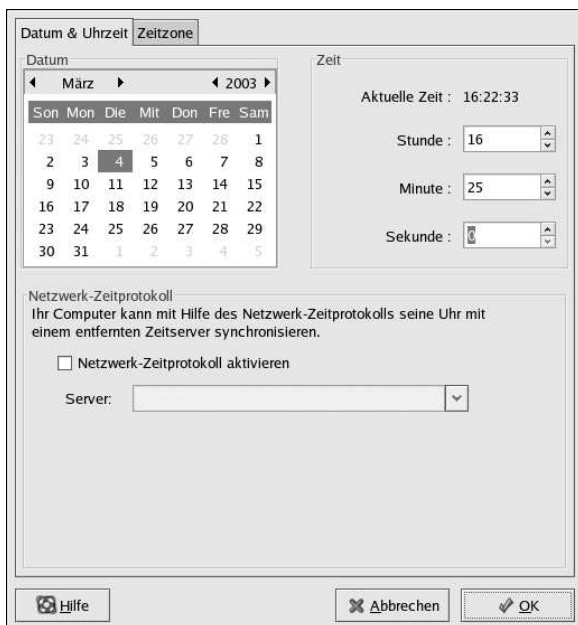 Datum & Uhrzeit Zeitzone
Datum
März 2003
Son Mon Die Mit Don Fre Sam
23 24 25 26 27 28 1
2 3 4 5 6 7 8
9 10 11 12 13 14 15
16 17 18 19 20 21 22
23 24 25 26 27 28 29
30 31 1 2 3 4 5
Zeit
Aktuelle Zeit : 16:22:33
Stunde : 16
Minute : 25
Sekunde : 0
Netzwerk-Zeitprotokoll
Ihr Computer kann mit Hilfe des Netzwerk-Zeitprotokolls seine Uhr mit
einem entfernten Zeitserver synchronisieren.
Netzwerk-Zeitprotokoll aktivieren
Server:
Hilfe Abbrechen OK